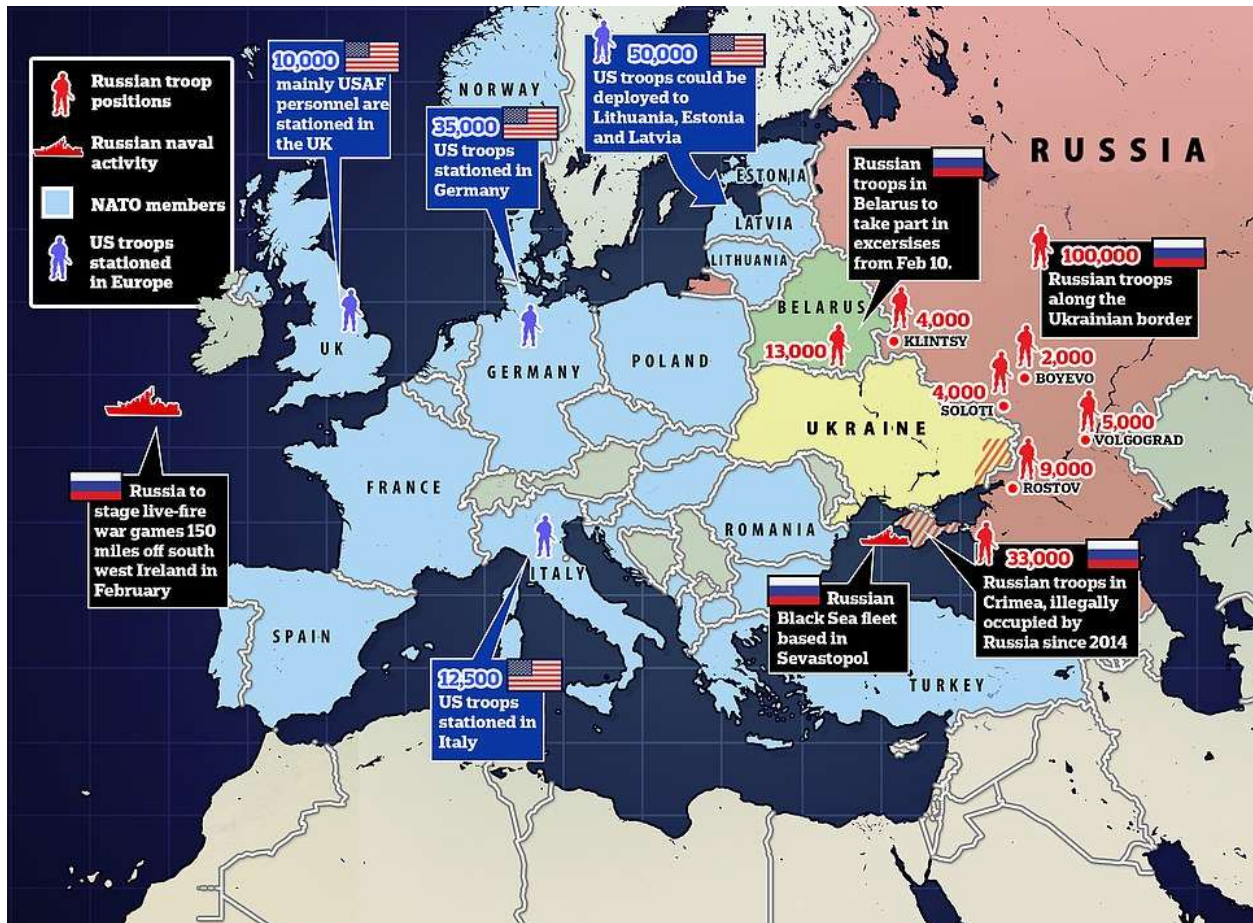 Russian troop
positions
Russian naval
activity
NATO members
US troops
stationed
in Europe
10,000
mainly USAF
personnel are
stationed in
the UK
35,000
US troops
stationed in
Germany
50,000
US troops could be
deployed to
Lithuania, Estonia
and Latvia
Russian
troops in
Belarus to
take part in
excersises
from Feb 10.
100,000
Russian troops
along the
Ukrainian border
NORWAY
RUSSIA
ESTONIA
LATVIA
LITHUANIA
BELARUS
13,000
4,000
KLINTSY
2,000
BOYEVO
4,000
SOLOTI
5,000
VOLGOGRAD
9,000
ROSTOV
UK
GERMANY
POLAND
UKRAINE
FRANCE
ROMANIA
ITALY
SPAIN
TURKEY
Russia to
stage live-fire
war games 150
miles off south
west Ireland in
February
12,500
US troops
stationed in
Italy
Russian
Black Sea fleet
based in
Sevastopol
33,000
Russian troops in
Crimea, illegally
occupied by
Russia since 2014